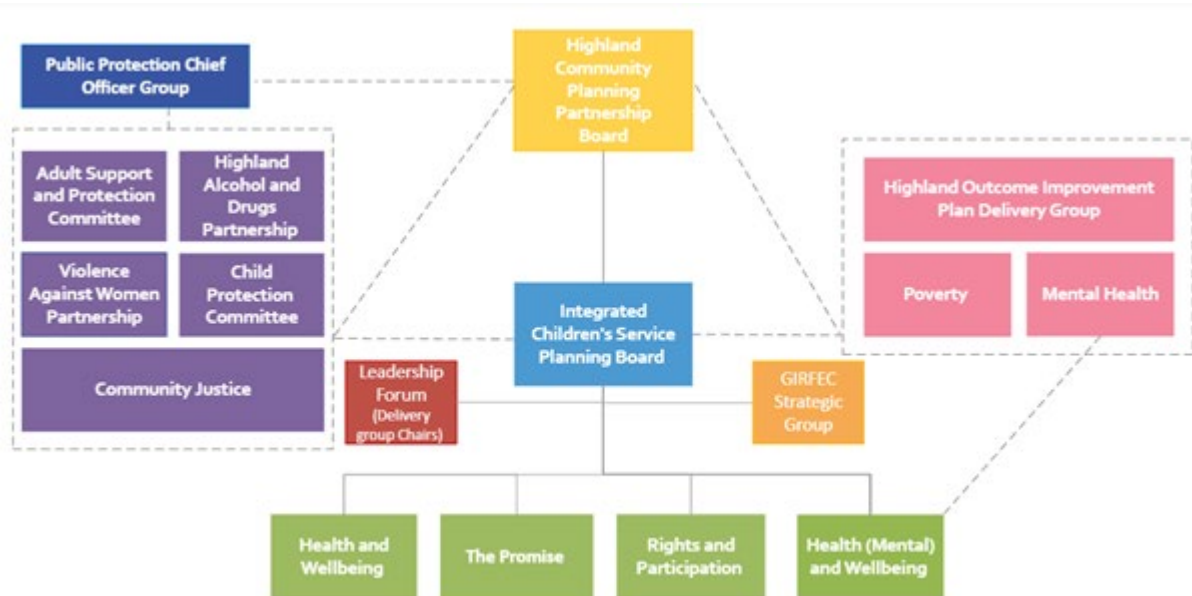 Public Protection Chief
Officer Group
Highland
Community
Planning
Partnership
Board
Adult Support
and Protection
Committee
Highland
Alcohol and
Drugs
Partnership
Violence
Against Women
Partnership
Child
Protection
Committee
Community Justice
Highland Outcome Improvement
Plan Delivery Group
Poverty
Mental Health
Integrated
Children's Service
Planning Board
Leadership
Forum
(Delivery
group Chairs)
GIRFEC
Strategic
Group
Health and
Wellbeing
The Promise
Rights and
Participation
Health (Mental)
and Wellbeing